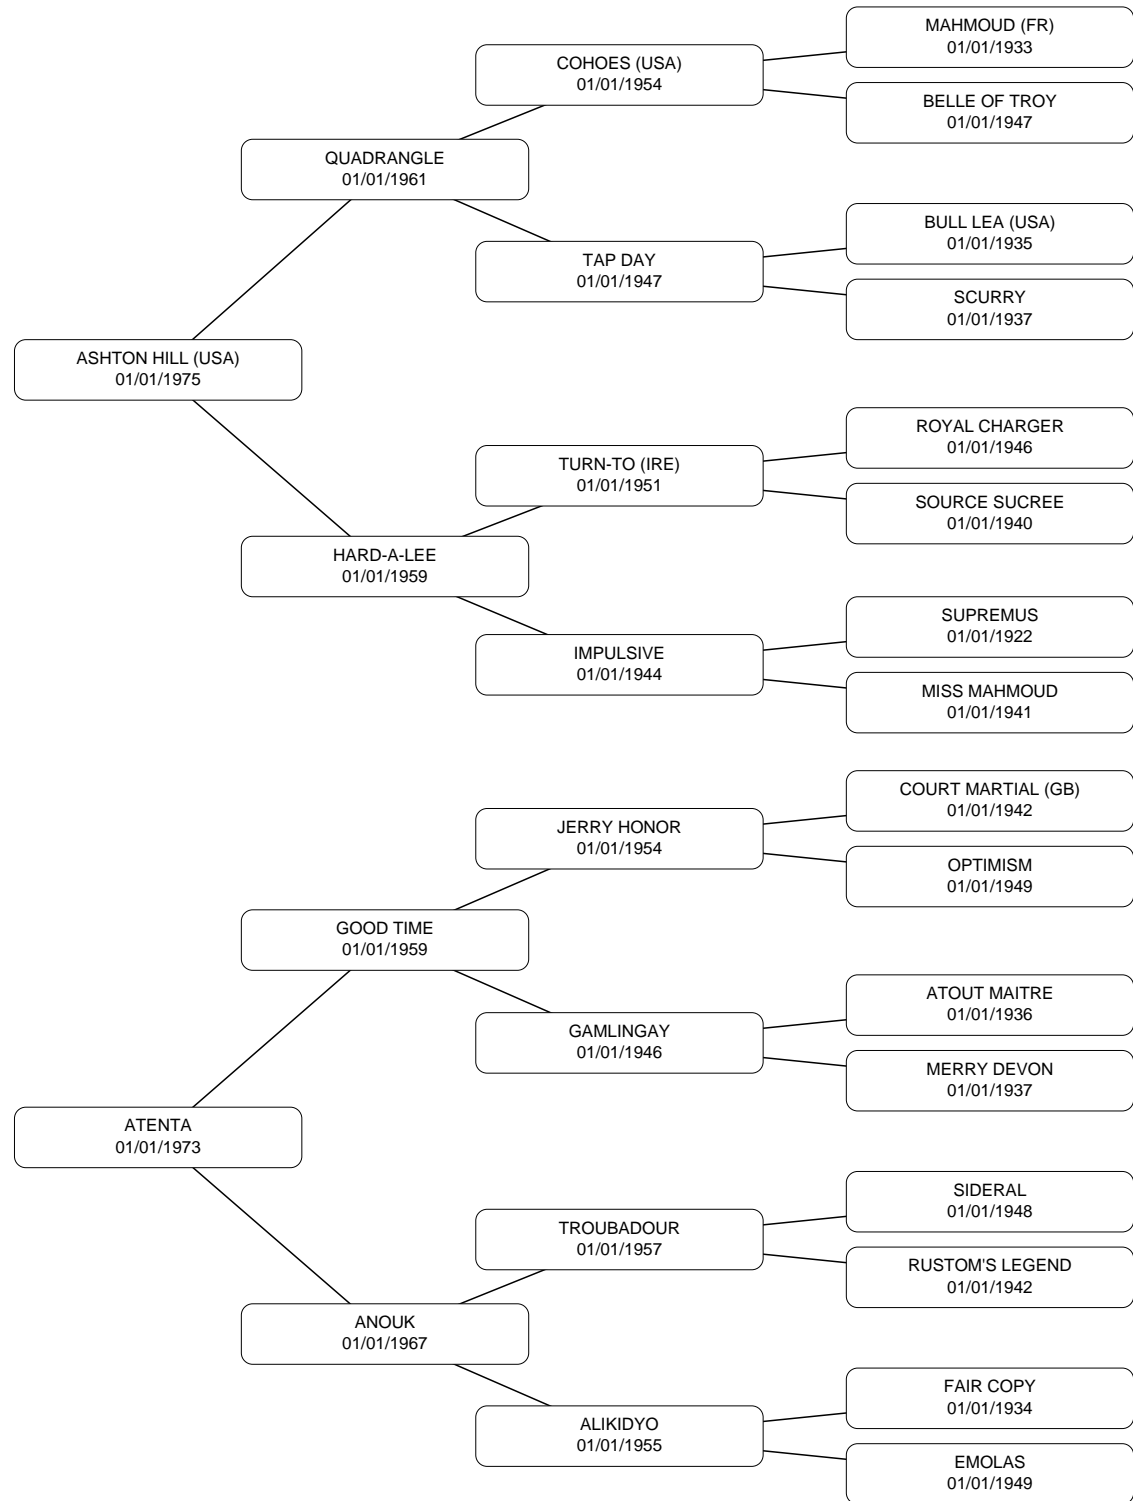 MAHMOUD (FR)
01/01/1933
COHOES (USA)
01/01/1954
BELLE OF TROY
01/01/1947
QUADRANGLE
01/01/1961
BULL LEA (USA)
01/01/1935
TAP DAY
01/01/1947
SCURRY
01/01/1937
ASHTON HILL (USA)
01/01/1975
ROYAL CHARGER
01/01/1946
TURN-TO (IRE)
01/01/1951
SOURCE SUCREE
01/01/1940
HARD-A-LEE
01/01/1959
SUPREMUS
01/01/1922
IMPULSIVE
01/01/1944
MISS MAHMOUD
01/01/1941
COURT MARTIAL (GB)
01/01/1942
JERRY HONOR
01/01/1954
OPTIMISM
01/01/1949
GOOD TIME
01/01/1959
ATOUT MAITRE
01/01/1936
GAMLINGAY
01/01/1946
MERRY DEVON
01/01/1937
ATENTA
01/01/1973
SIDERAL
01/01/1948
TROUBADOUR
01/01/1957
RUSTOM'S LEGEND
01/01/1942
ANOUK
01/01/1967
FAIR COPY
01/01/1934
ALIKIDYO
01/01/1955
EMOLAS
01/01/1949